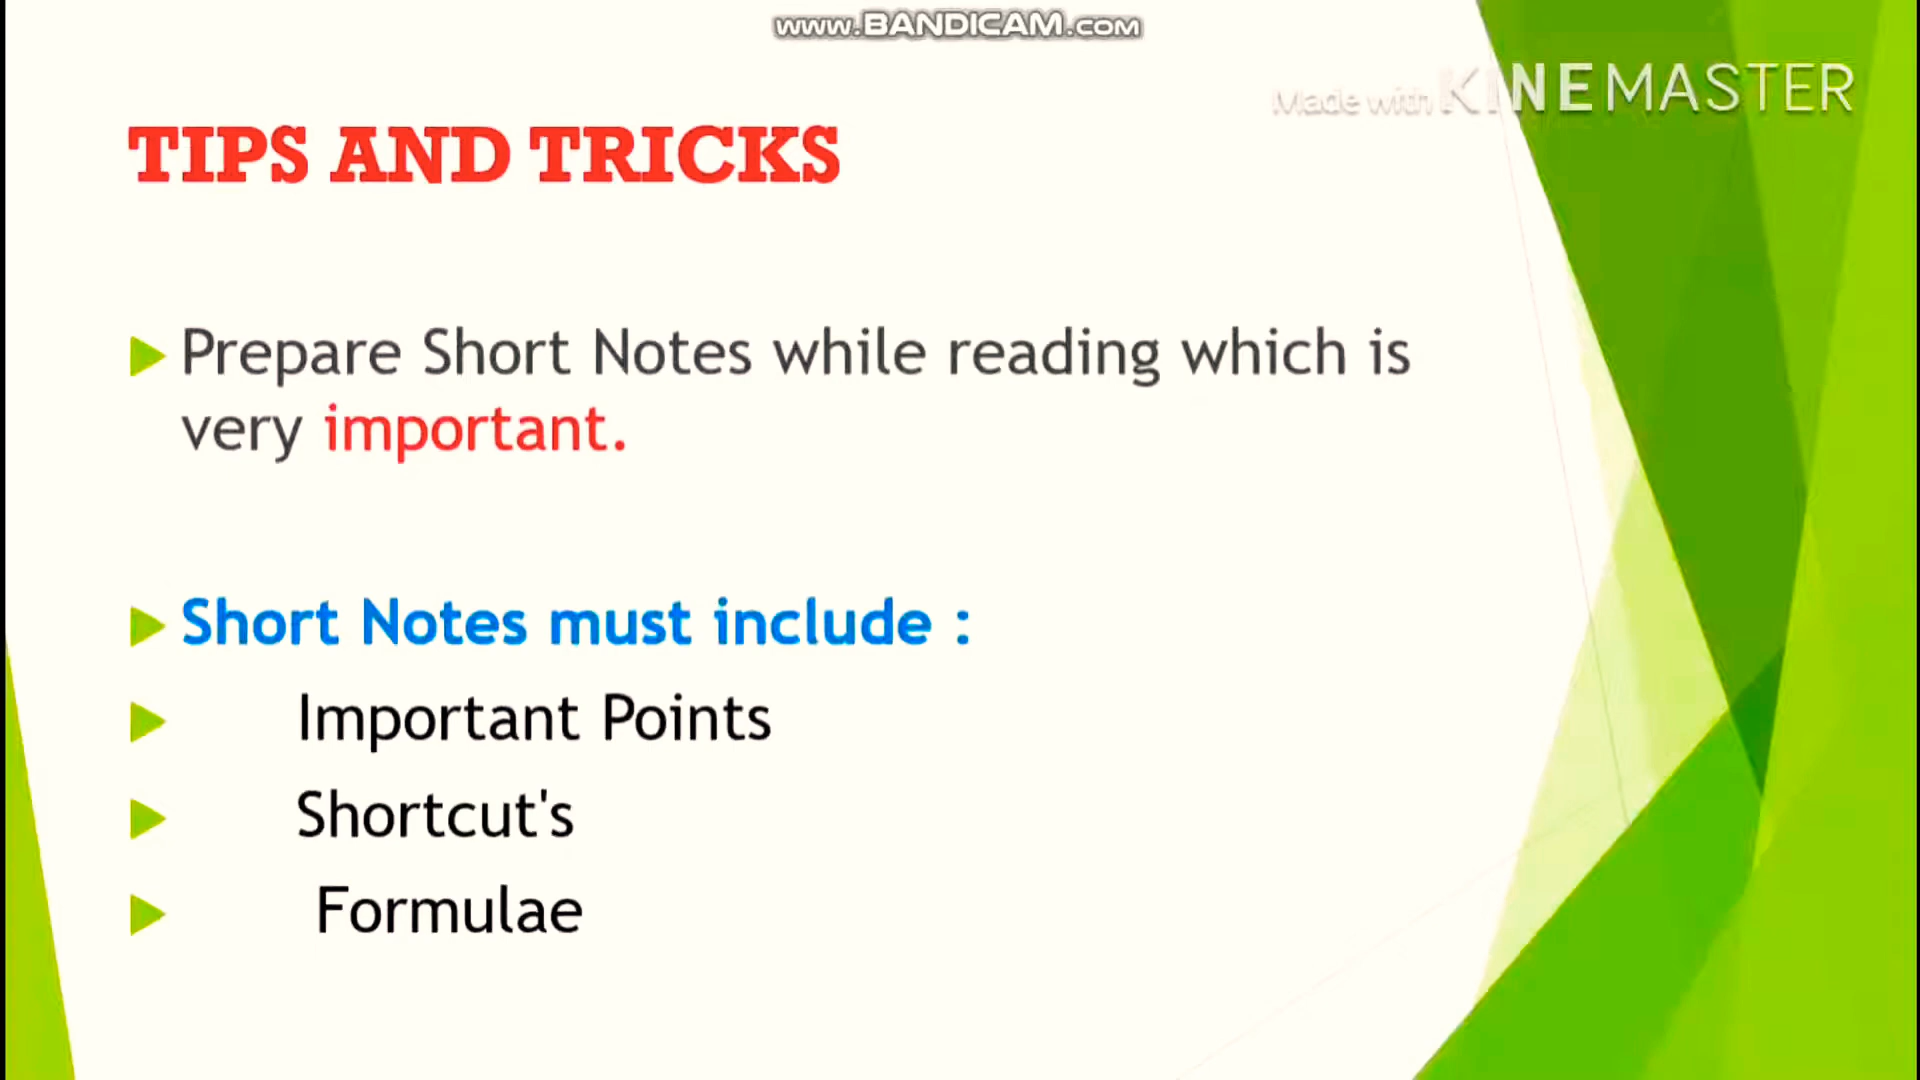 www.BANDICAM.com
Made with KINEMASTER
TIPS AND TRICKS
Prepare Short Notes while reading which is
very important.
Short Notes must include :
Important Points
Shortcut's
Formulae